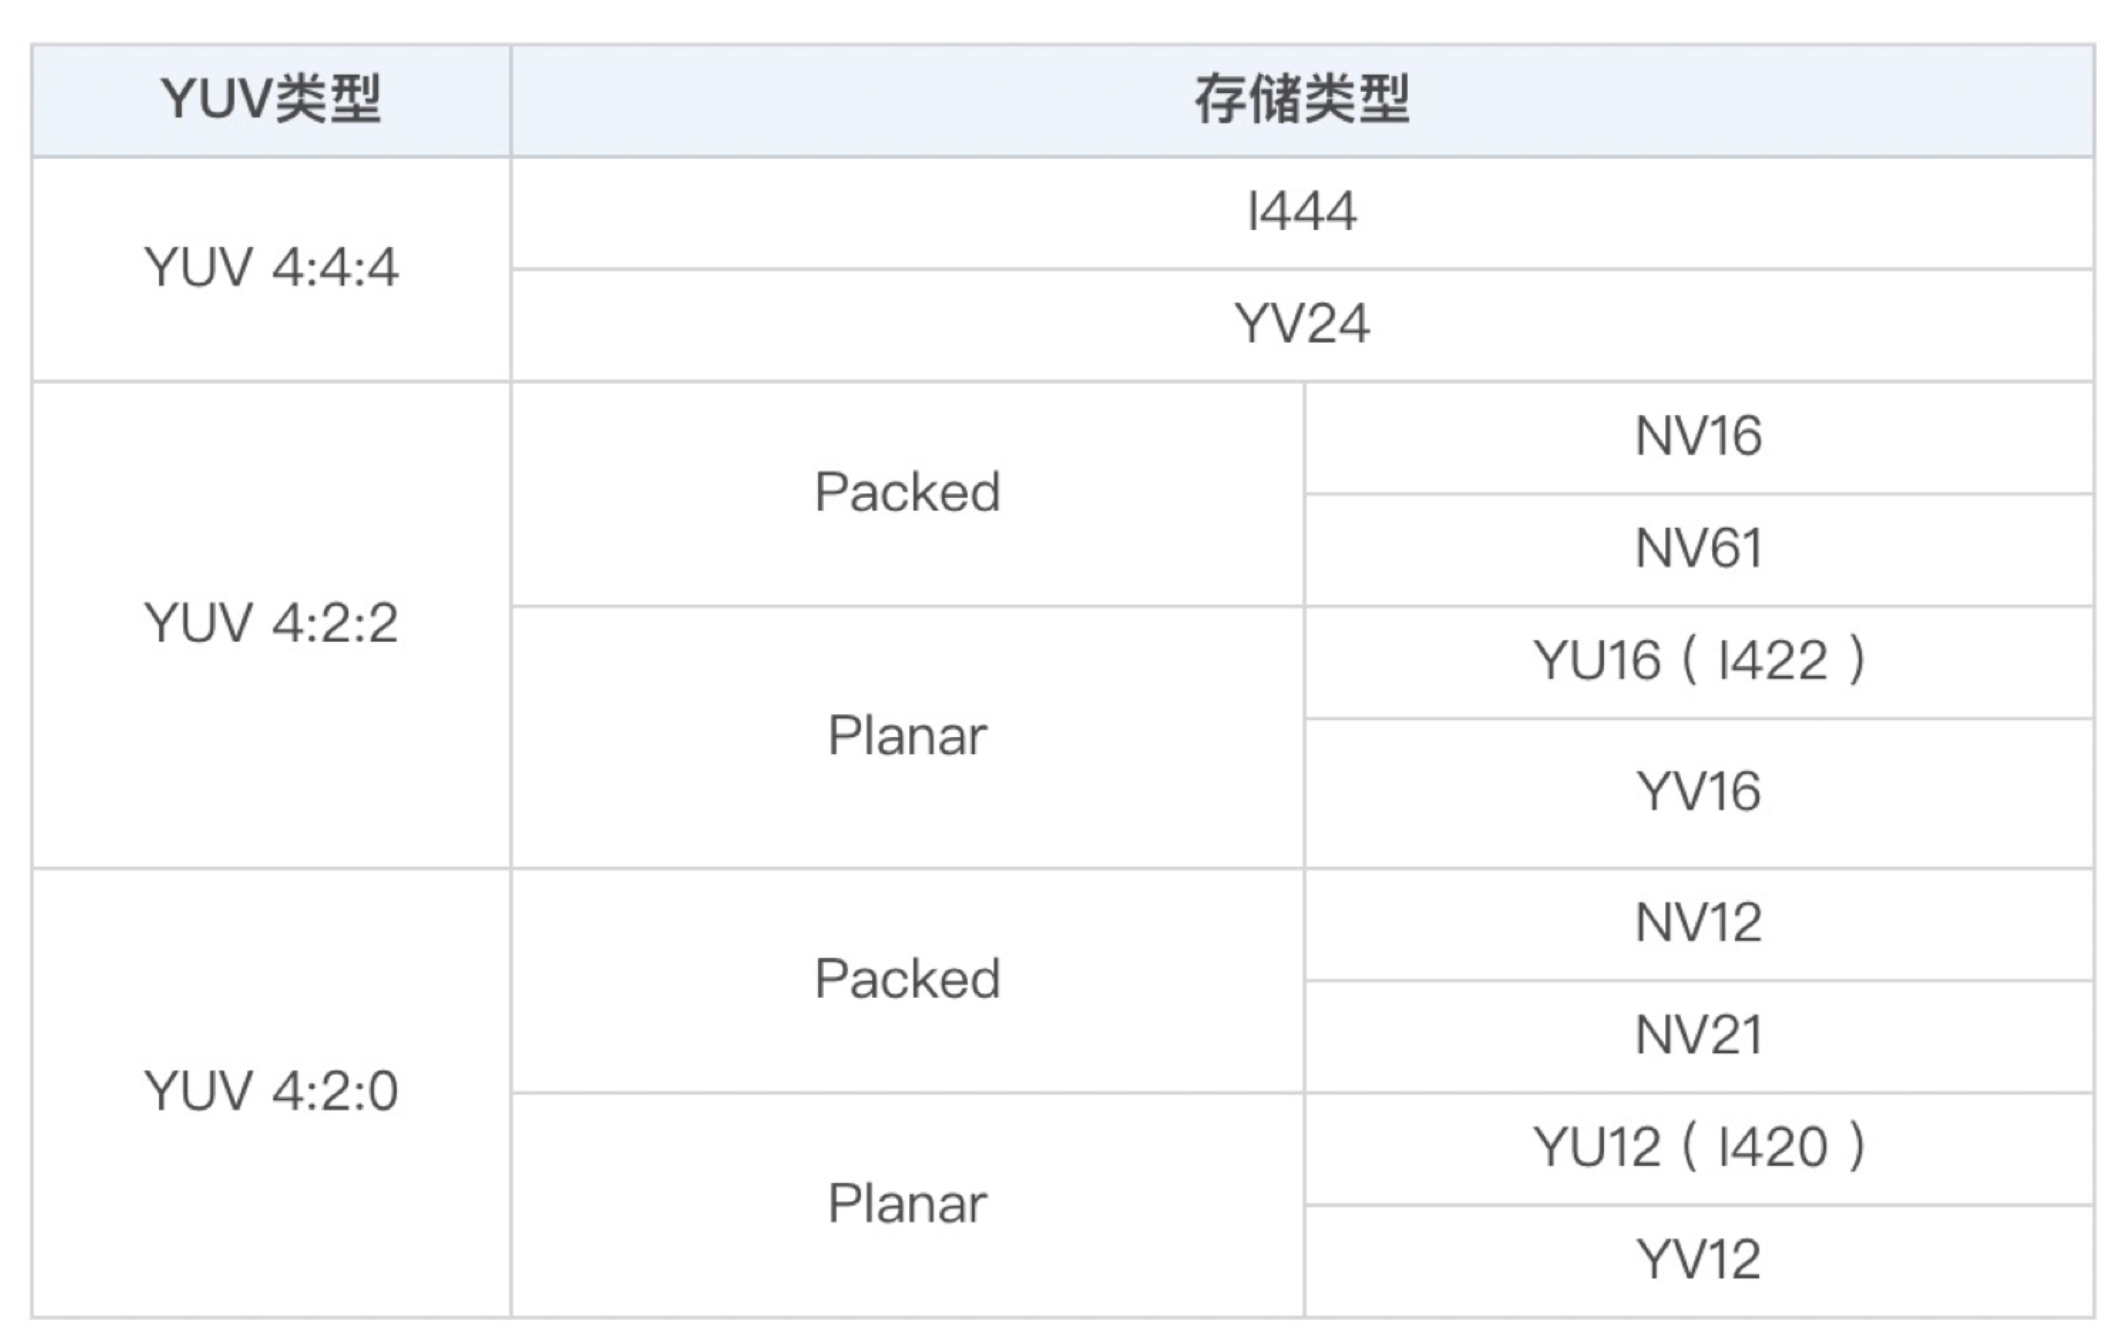 YUV类型 存储类型
YUV 4:4:4
I444
YV24
YUV 4:2:2
Packed
NV16
NV61
Planar
YU16 ( I422 )
YV16
YUV 4:2:0
Packed
NV12
NV21
Planar
YU12 ( I420 )
YV12